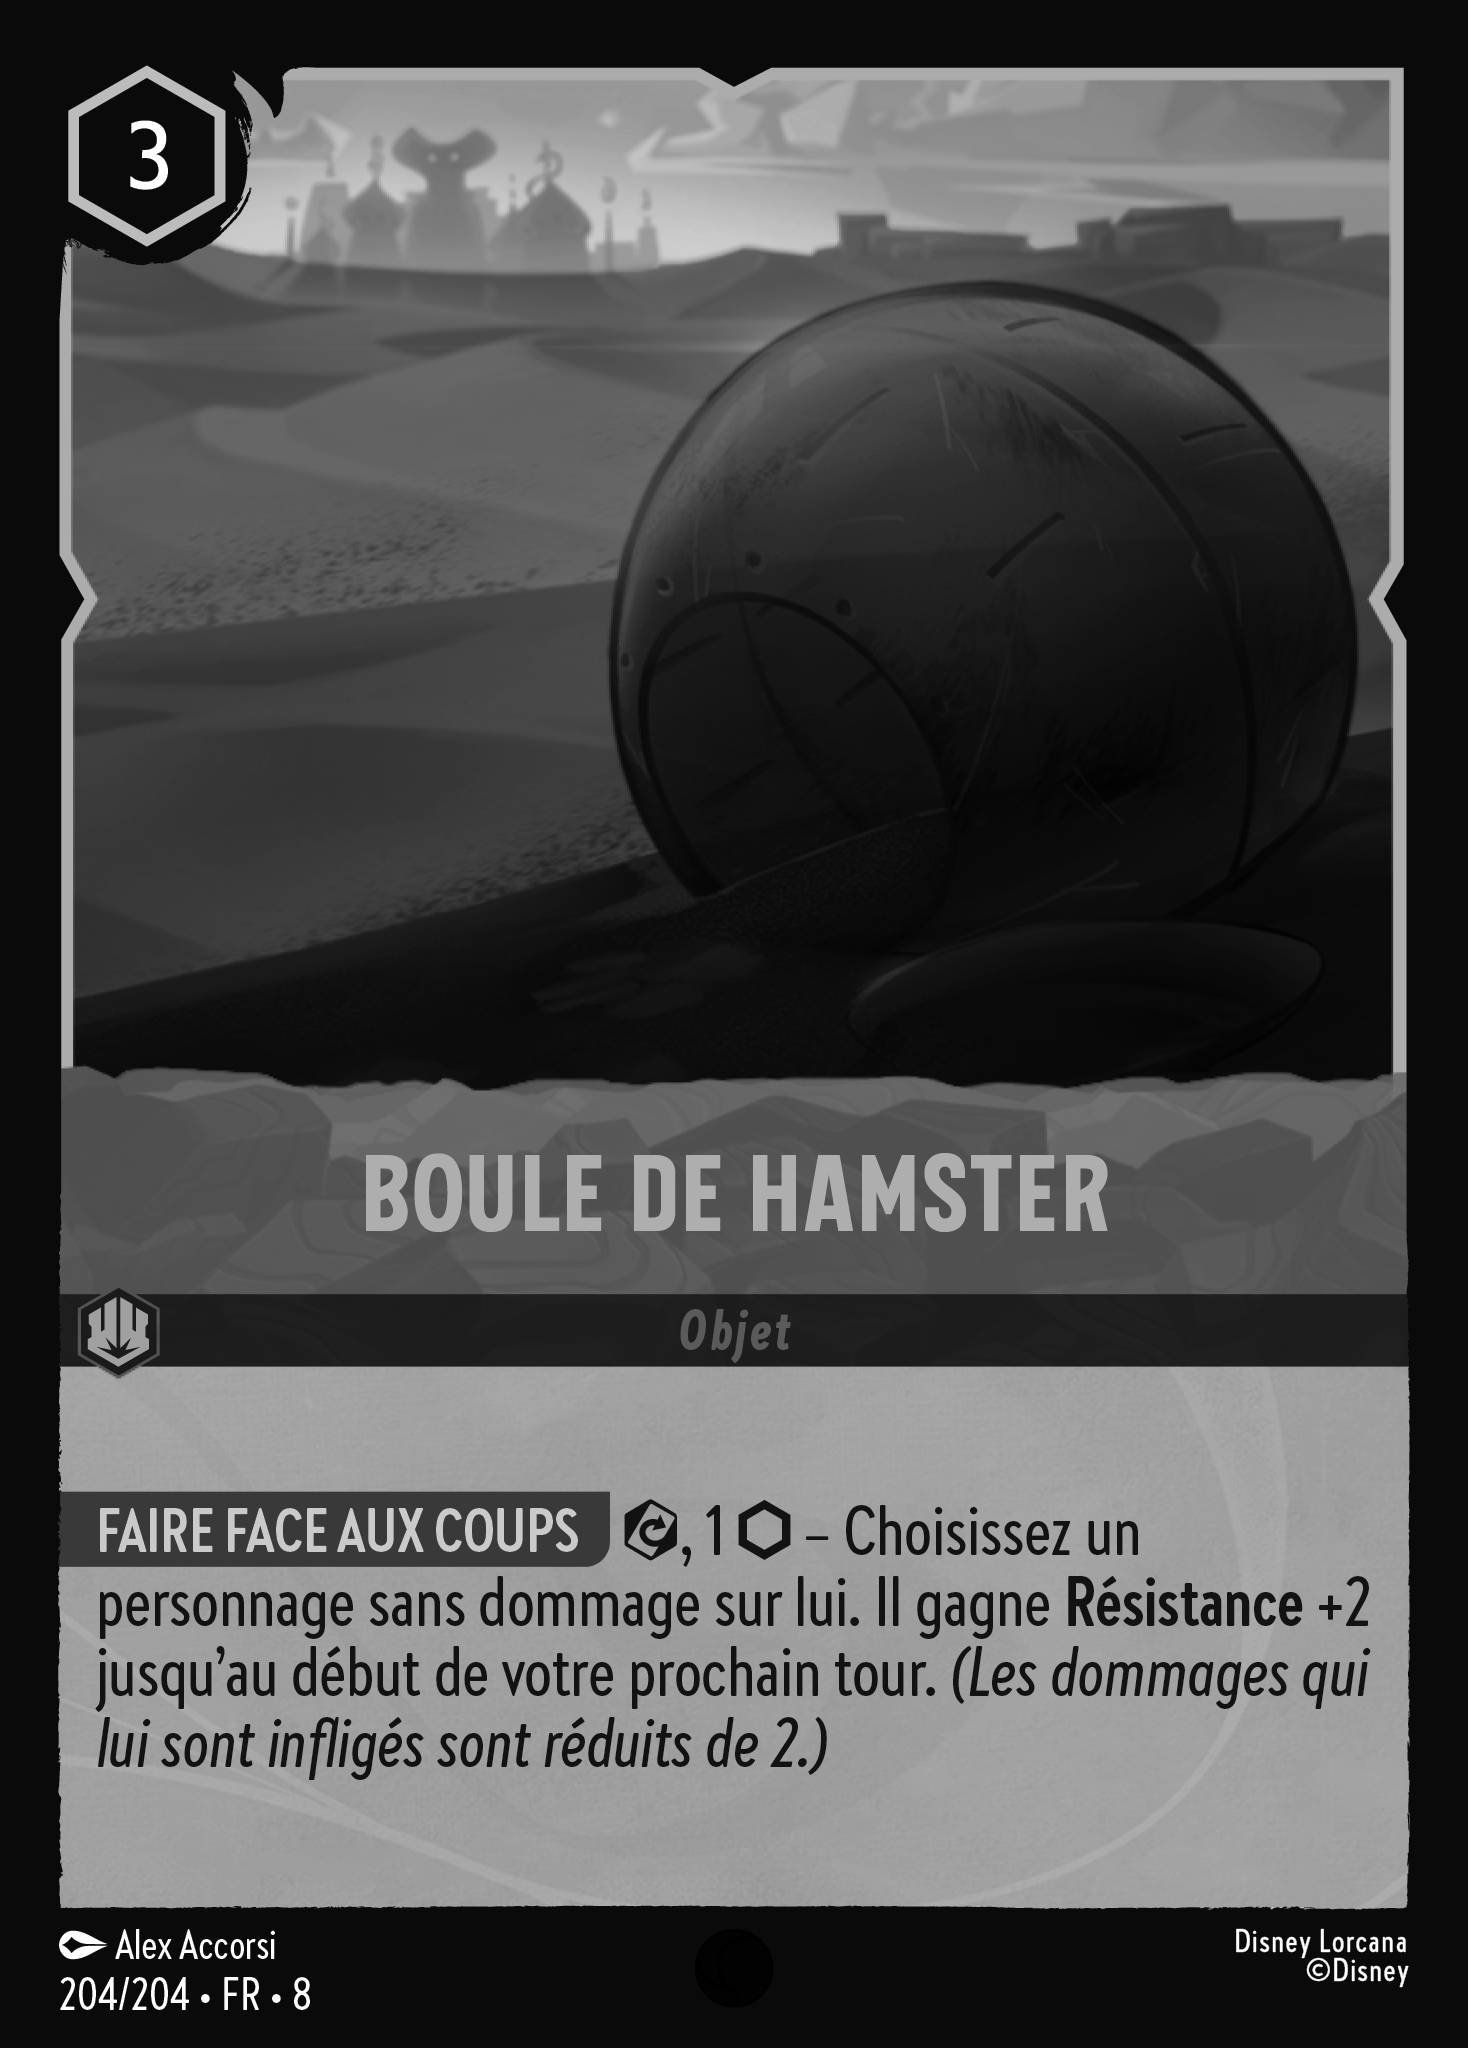 3
BOULE DE HAMSTER
Objet
FAIRE FACE AUX COUPS , 1 – Choisissez un
personnage sans dommage sur lui. Il gagne Résistance +2
jusqu’au début de votre prochain tour. (Les dommages qui
lui sont infligés sont réduits de 2.)
Alex Accorsi
204/204 • FR • 8
Disney Lorcana
©Disney